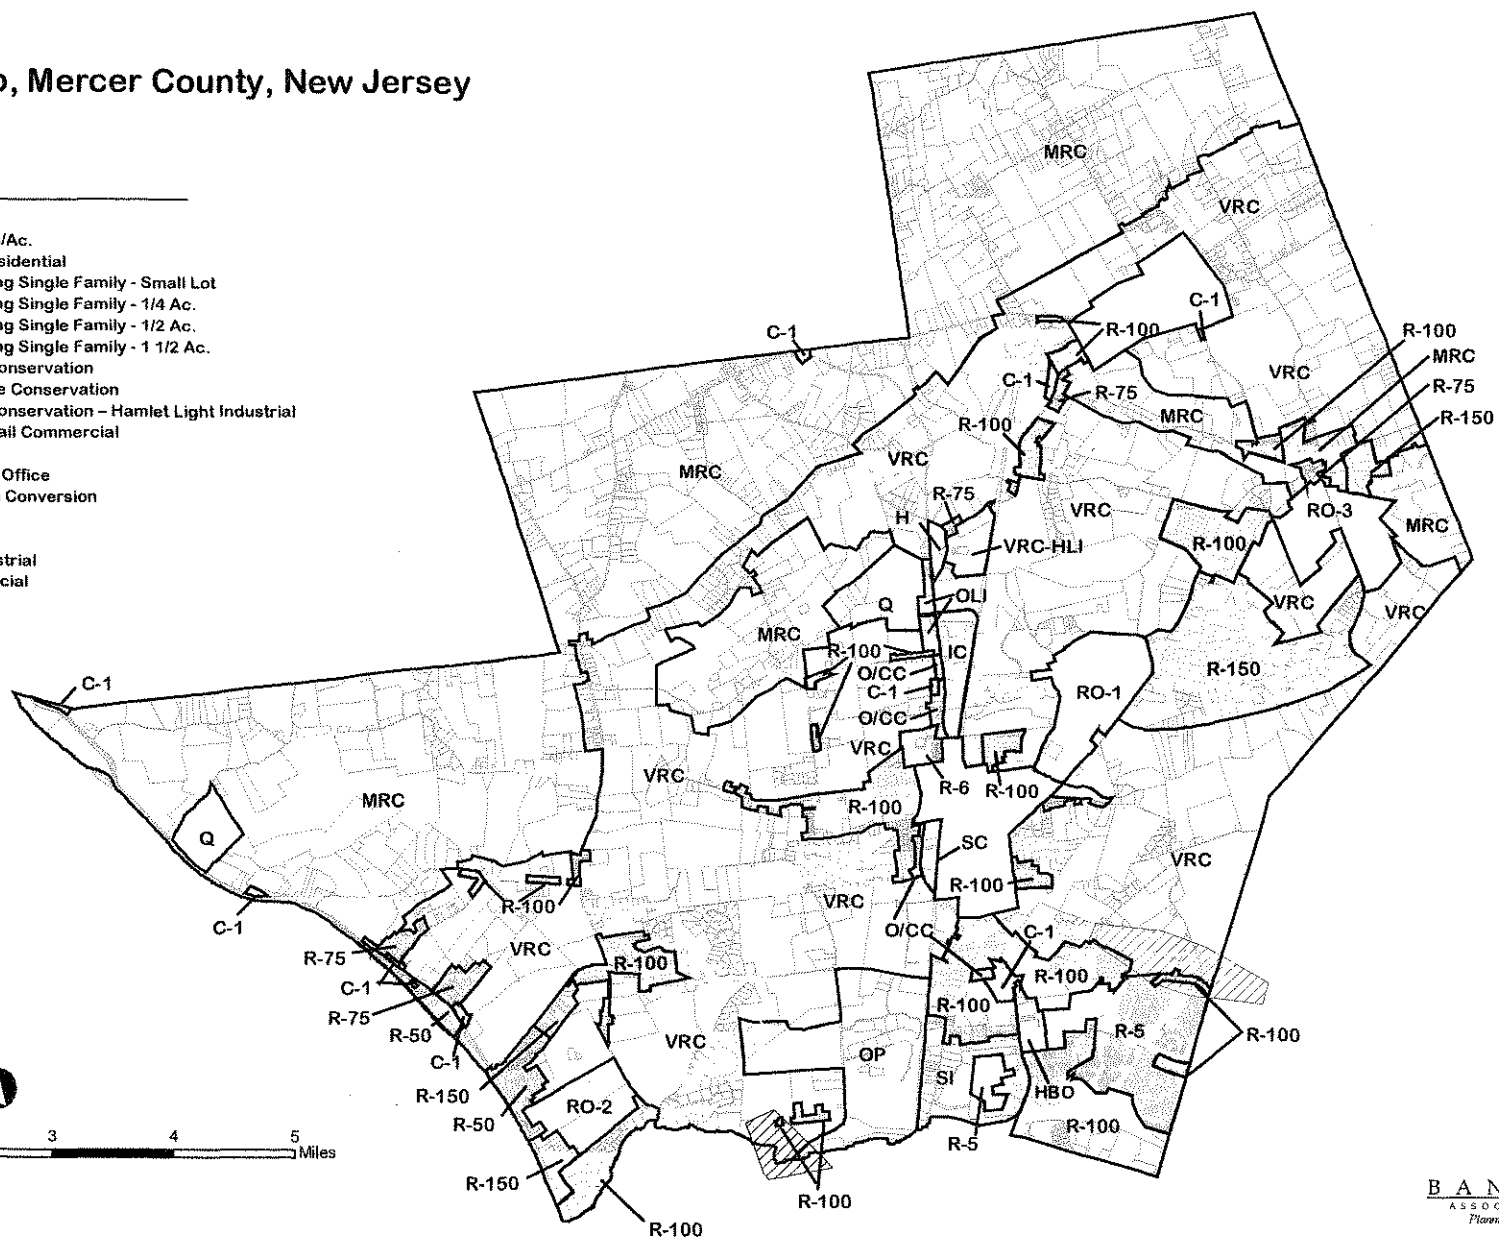 o, Mercer County, New Jersey
/Ac.
sidential
ng Single Family - Small Lot
ng Single Family - 1/4 Ac.
ng Single Family - 1/2 Ac.
ng Single Family - 1 1/2 Ac.
onservation
e Conservation
onservation – Hamlet Light Industrial
ail Commercial
Office
Conversion
strial
cial
MRC
VRC
C-1
R-100
C-1
R-100
MRC
VRC
C-1
R-75
R-75
MRC
R-150
R-100
VRC
MRC
R-75
H
VRC
RO-3
MRC
R-100
VRC-HLI
OLI
Q
VRC
VRC
MRC
R-100
IC
R-150
O/CC
C-1
C-1
RO-1
O/CC
VRC
VRC
R-6
R-100
MRC
R-100
Q
SC
VRC
R-100
VRC
R-100
C-1
O/CC
C-1
VRC
R-75
R-100
R-100
C-1
R-100
R-75
R-50
R-5
R-100
C-1
VRC
OP
SI
R-150
HBO
RO-2
R-50
R-100
R-5
R-150
R-100
R-100
3
4
5
Miles
B A N
A S S O C
Plann